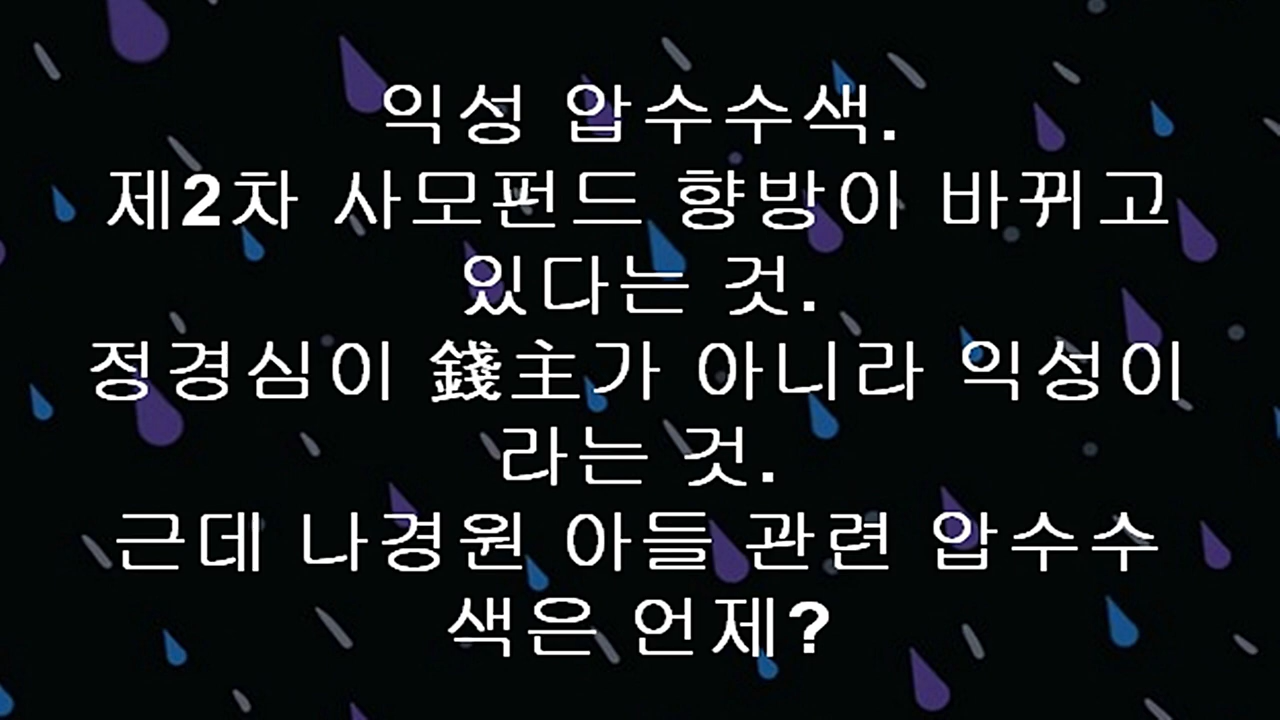 익성 압수수색.
제2차 사모펀드 향방이 바뀌고
있다는 것.
정경심이 錢主가 아니라 익성이
라는 것.
근데 나경원 아들 관련 압수수
색은 언제?